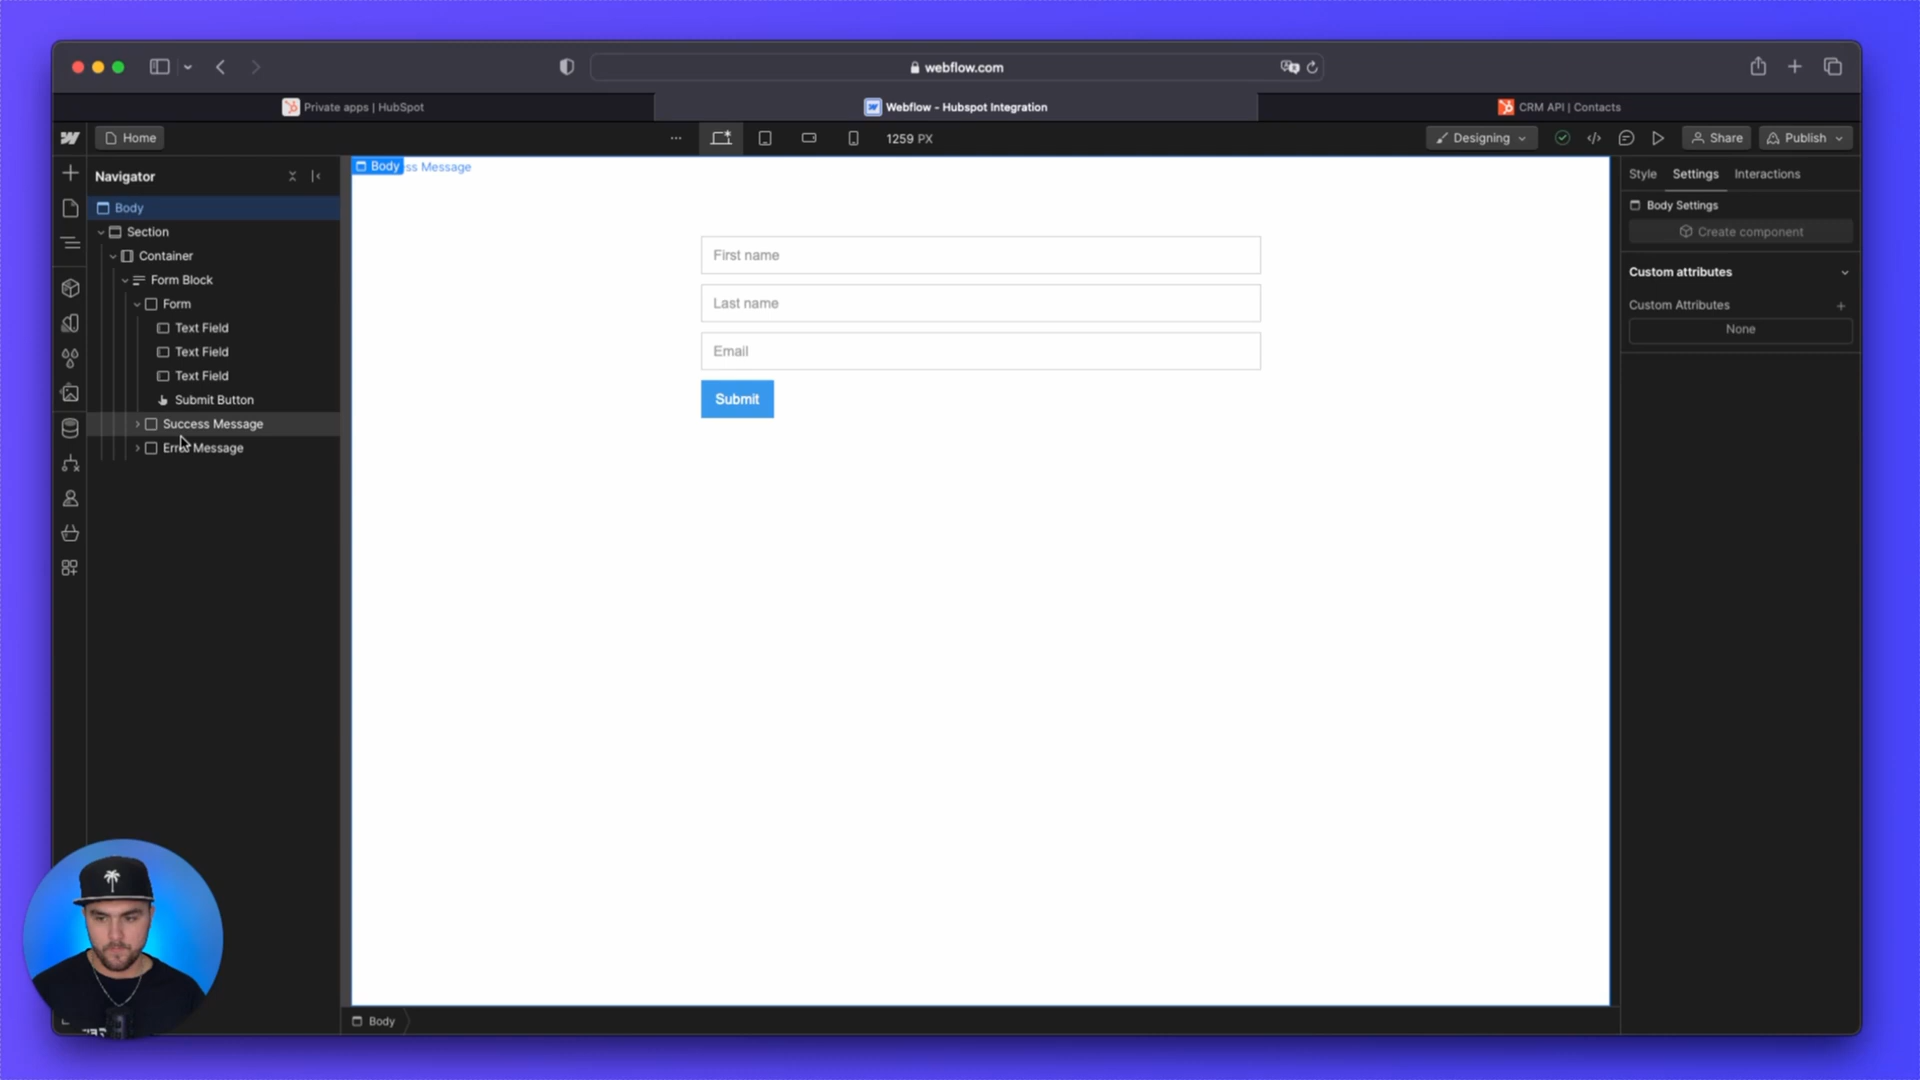 webflow.com
Private apps | HubSpot
Webflow - Hubspot Integration
CRM API | Contacts
Home
1259 PX
Designing
Share
Publish
Navigator
Body
Section
Container
Form Block
Form
Text Field
Text Field
Text Field
Submit Button
Success Message
Message
Body
ss Message
First name
Last name
Email
Submit
Style
Settings
Interactions
Body Settings
Create component
Custom attributes
Custom Attributes
None
Body